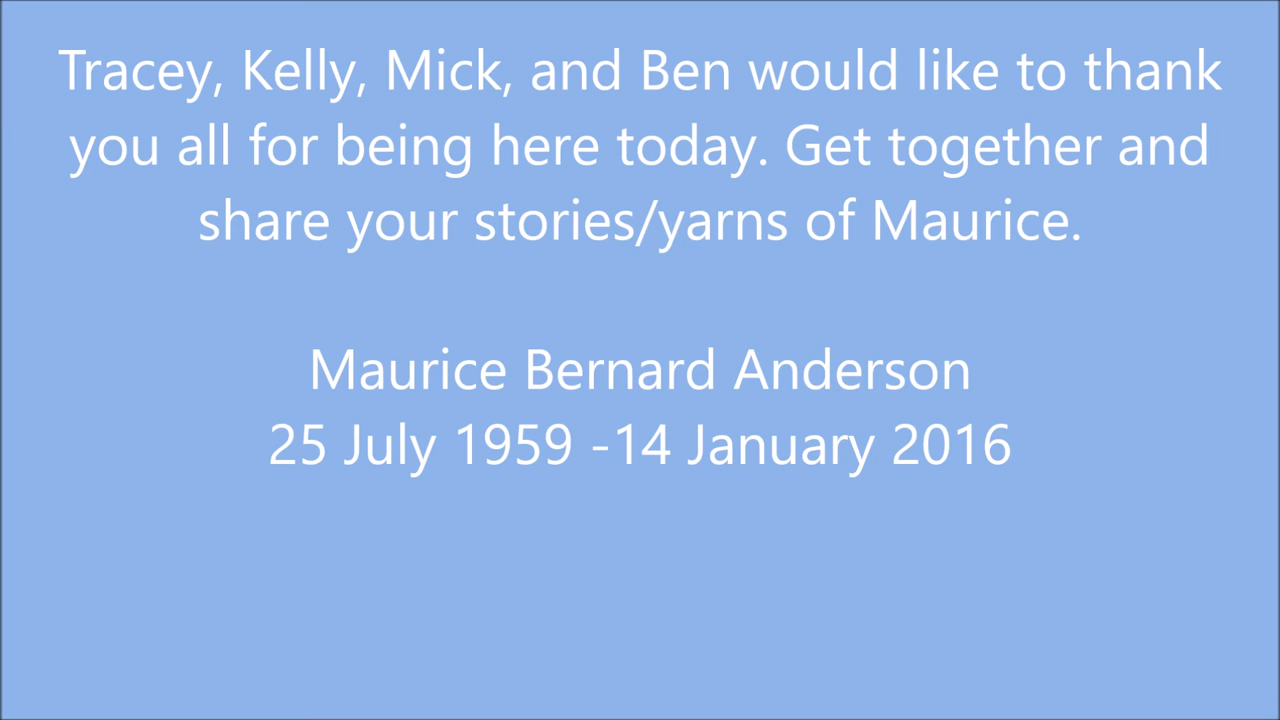 Tracey, Kelly, Mick, and Ben would like to thank
you all for being here today. Get together and
share your stories/yarns of Maurice.
Maurice Bernard Anderson
25 July 1959 -14 January 2016